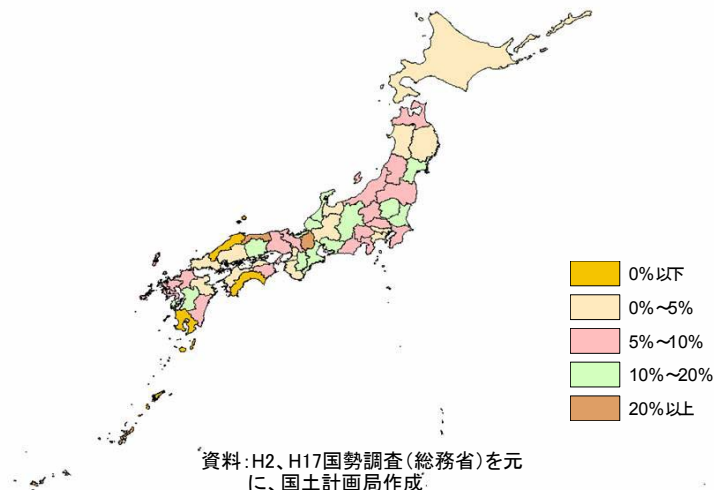 0%以下
0%~5%
5%~10%
10%~20%
20%以上
資料:H2、H17国勢調査(総務省)を元
に、国土計画局作成